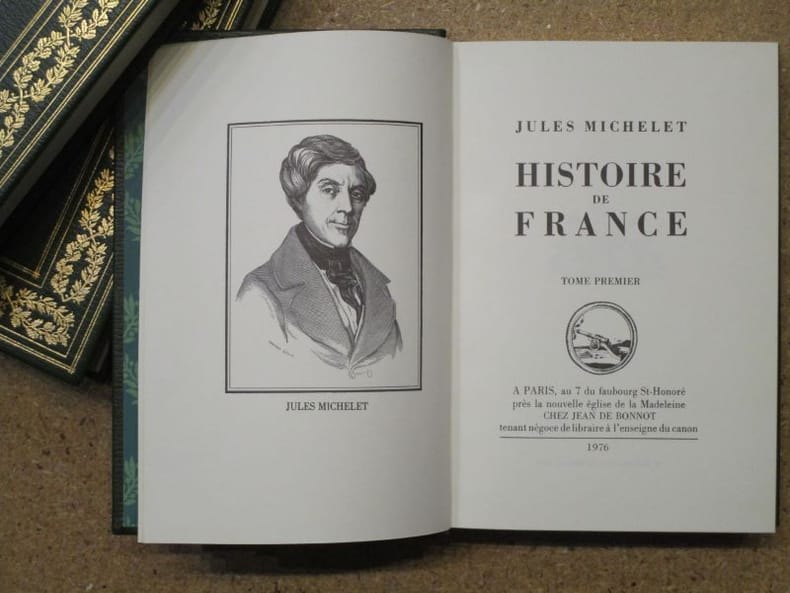 JULES MICHELET
JULES MICHELET
HISTOIRE
DE
FRANCE
TOME PREMIER
A PARIS, au 7 du faubourg St-Honoré
près la nouvelle église de la Madeleine
CHEZ JEAN DE BONNOT
tenant négoce de libraire à l'enseigne du canon
1976